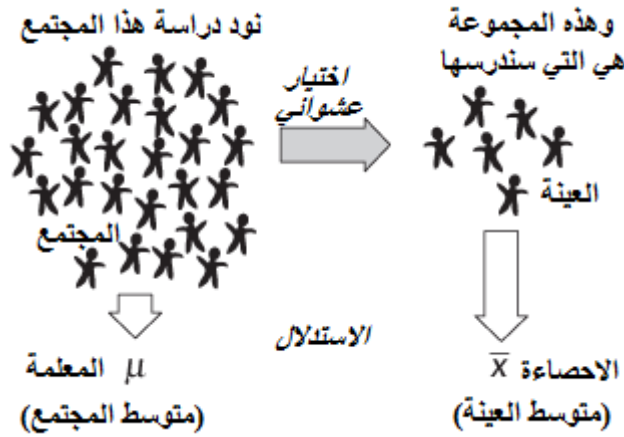 نود دراسة هذا المجتمع
وهذه المجموعة
هي التي سندرسها
اختيار
عشوائي
العينة
المجتمع
الاستدلال
المعلمة μ
(متوسط المجتمع)
الاحصاءة x̅
(متوسط العينة)